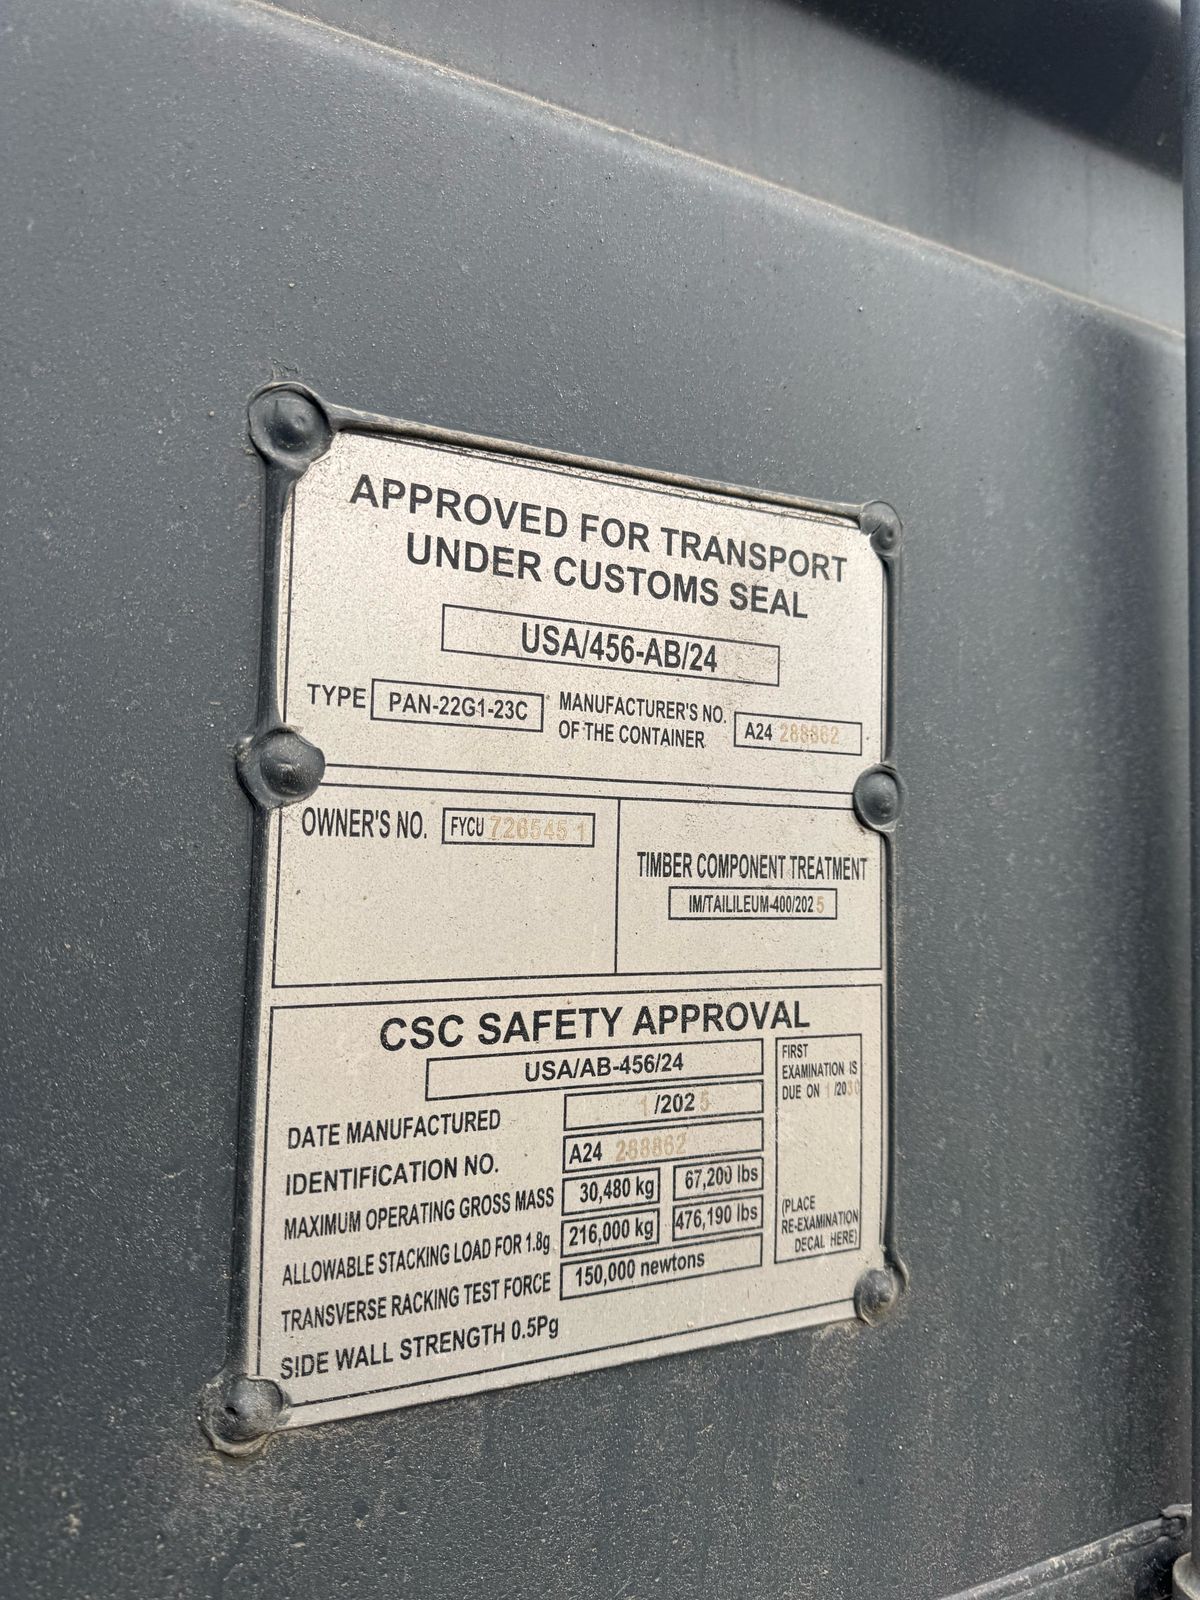 APPROVED FOR TRANSPORT
UNDER CUSTOMS SEAL
USA/456-AB/24
TYPE PAN-22G1-23C MANUFACTURER'S NO. OF THE CONTAINER A24 288862
OWNER'S NO. FYCU 726545 1
TIMBER COMPONENT TREATMENT
IM/TAILILEUM-400/2025
CSC SAFETY APPROVAL
USA/AB-456/24
DATE MANUFACTURED 1/2025
IDENTIFICATION NO. A24 288862
MAXIMUM OPERATING GROSS MASS 30,480 kg 67,200 lbs
ALLOWABLE STACKING LOAD FOR 1.8g 216,000 kg 476,190 lbs
TRANSVERSE RACKING TEST FORCE 150,000 newtons
SIDE WALL STRENGTH 0.5Pg
FIRST
EXAMINATION IS
DUE ON 1/2030
(PLACE
RE-EXAMINATION
DECAL HERE)